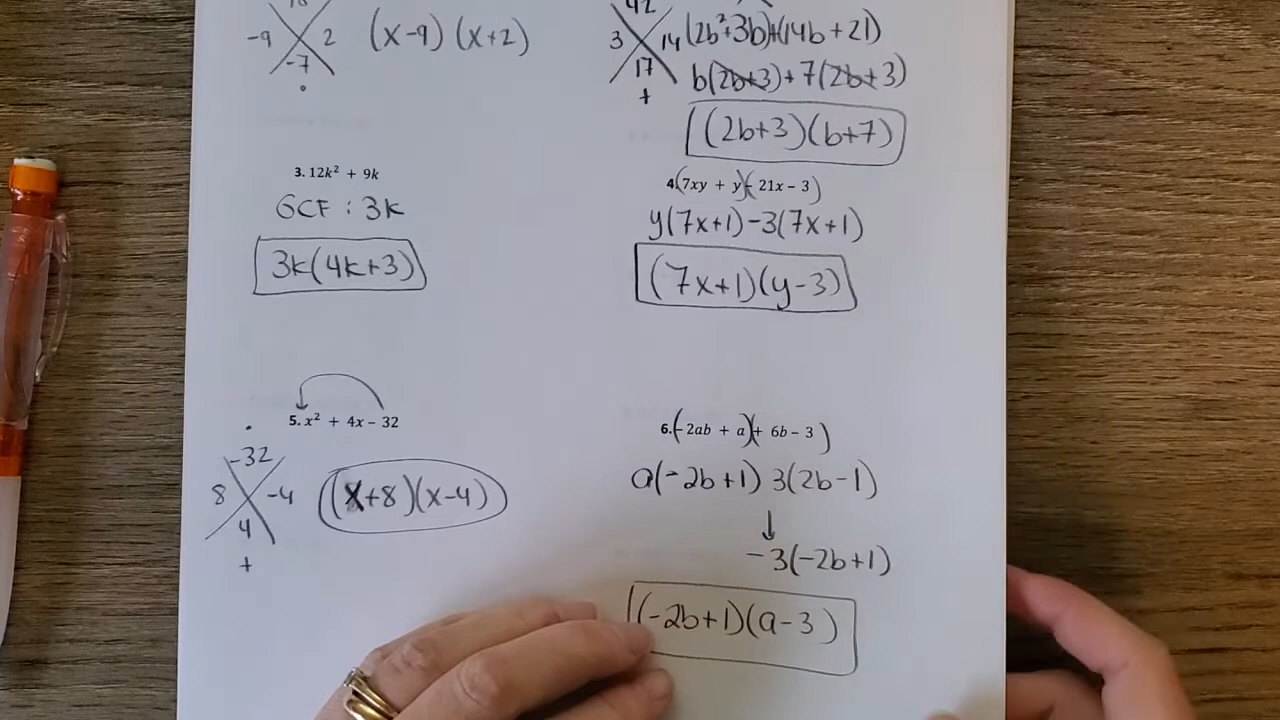 -9 2 (x-9)(x+2)
-7
42
3 14 (2b²+3b)+(14b+21)
17 b(2b+3)+7(2b+3)
+
(2b+3)(b+7)
3. 12k² + 9k
GCF : 3k
3k(4k+3)
4(7xy + y)(- 21x - 3)
y(7x+1)-3(7x+1)
(7x+1)(y-3)
5. x² + 4x - 32
-32
8 -4 (x+8)(x-4)
4
+
6.(- 2ab + a)(+ 6b - 3)
a(-2b+1) 3(2b-1)
↓
-3(-2b+1)
(-2b+1)(a-3)